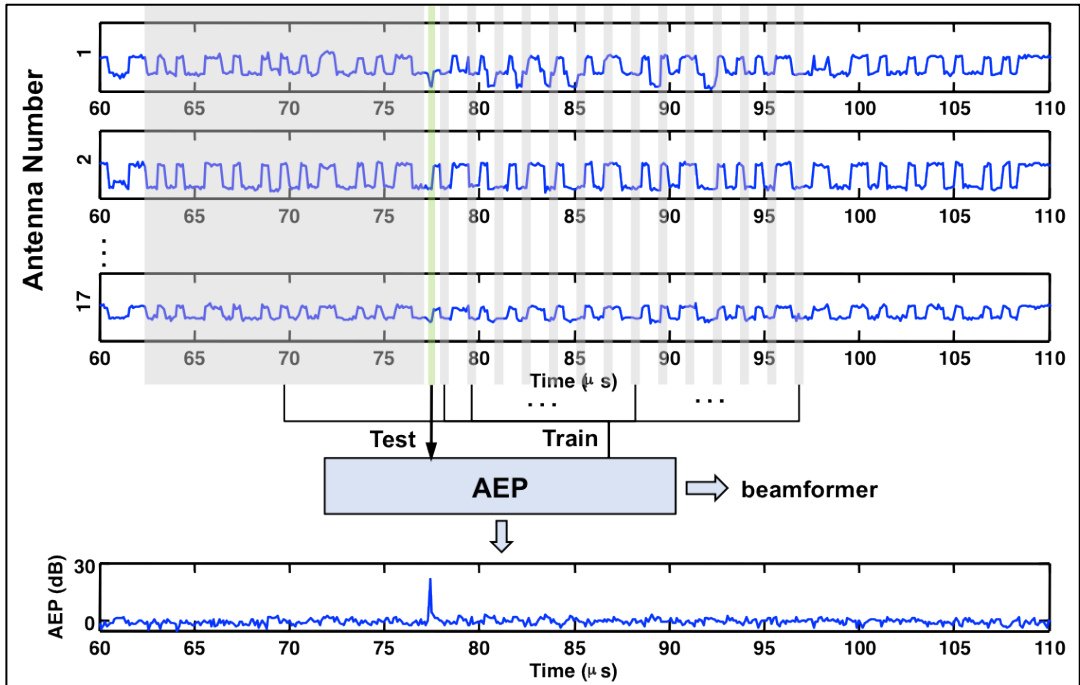 Antenna Number
1
60 65 70 75 80 85 90 95 100 105 110
2
60 65 70 75 80 85 90 95 100 105 110
17
60 65 70 75 80 85 90 95 100 105 110
Time (μ s)
Test
Train
AEP
beamformer
AEP (dB)
30
0
60 65 70 75 80 85 90 95 100 105 110
Time (μ s)